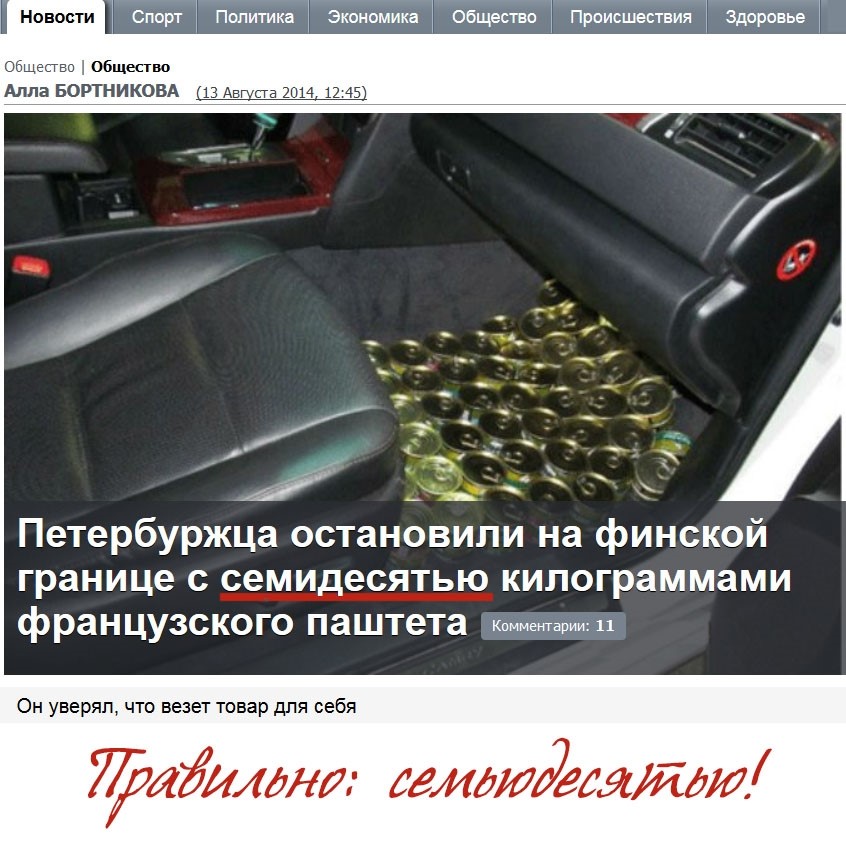 Новости Спорт Политика Экономика Общество Происшествия Здоровье
Общество | Общество
Алла БОРТНИКОВА (13 Августа 2014, 12:45)
Петербуржца остановили на финской
границе с семидесятью килограммами
французского паштета Комментарии: 11
Он уверял, что везет товар для себя
Правильно: семьюдесятью!